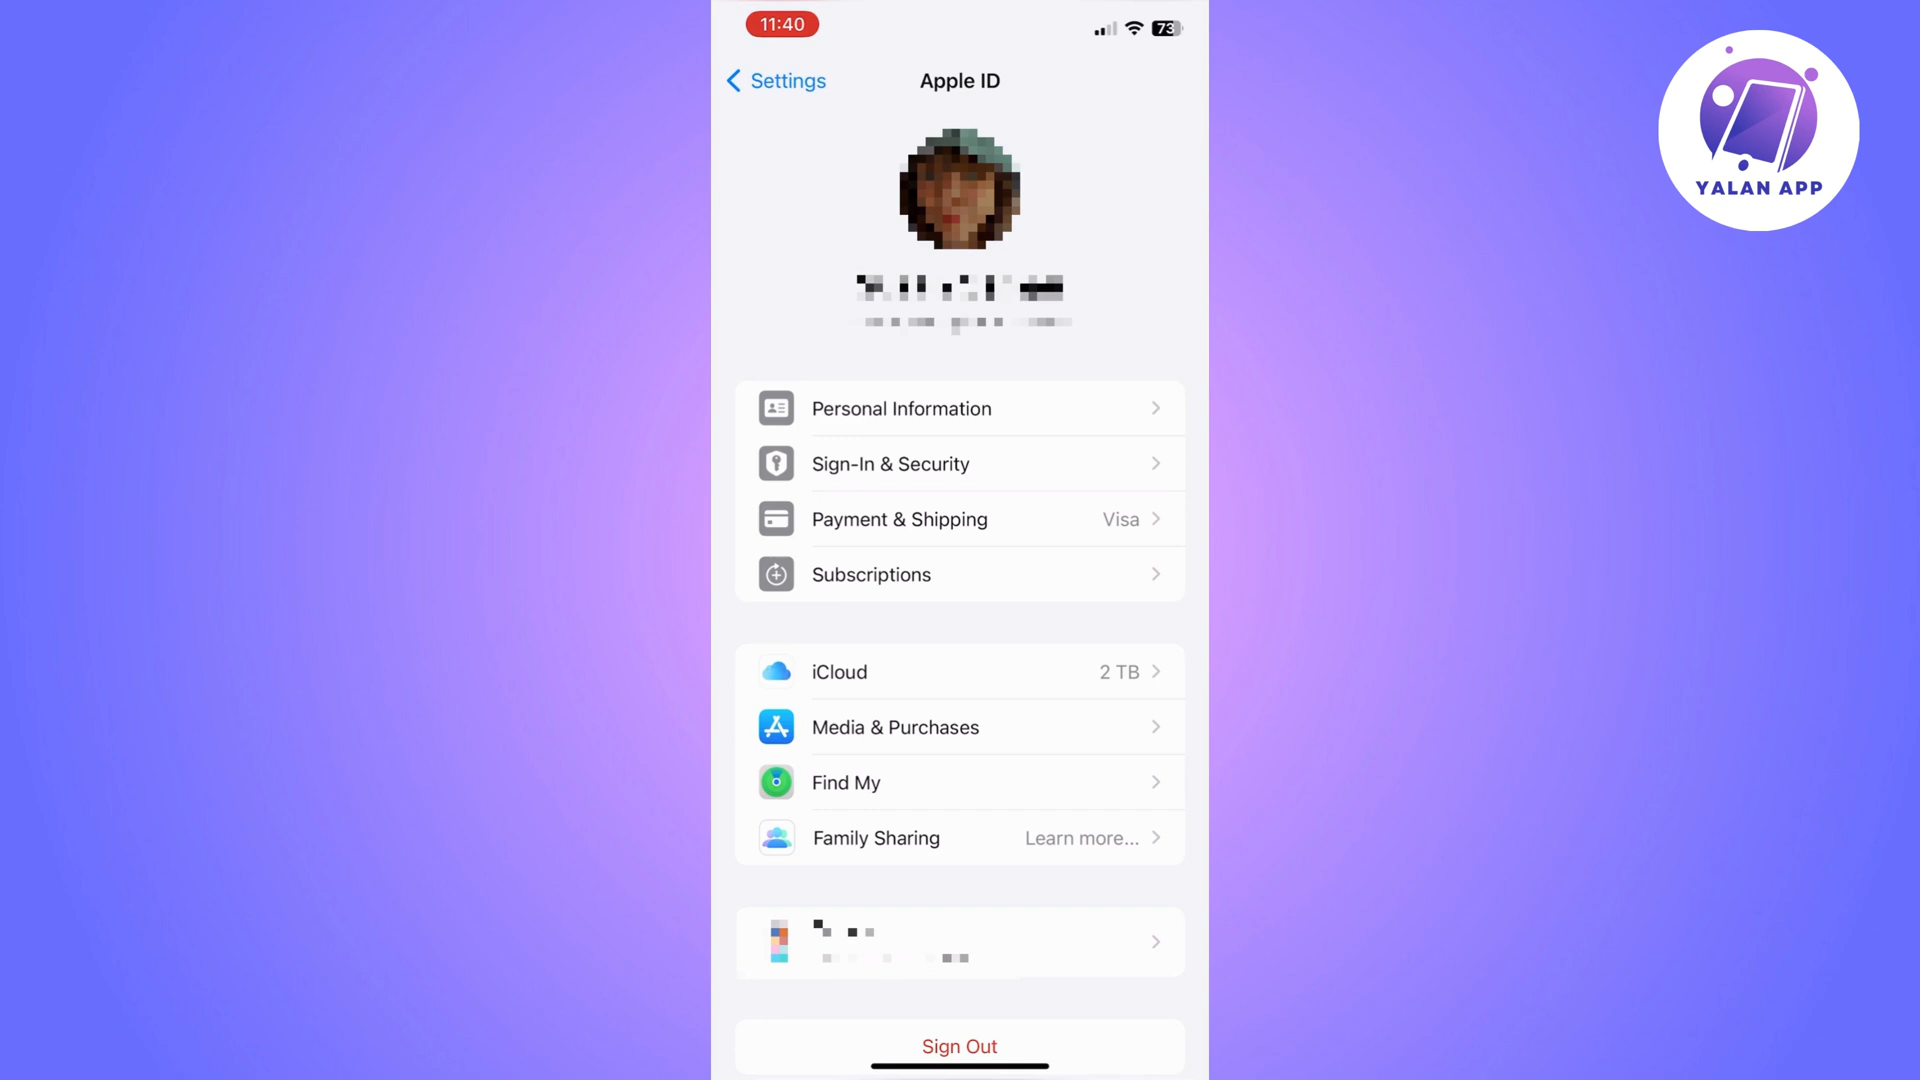 11:40
73
Settings
Apple ID
YALAN APP
Personal Information
Sign-In & Security
Payment & Shipping Visa
Subscriptions
iCloud 2 TB
Media & Purchases
Find My
Family Sharing Learn more...
Sign Out